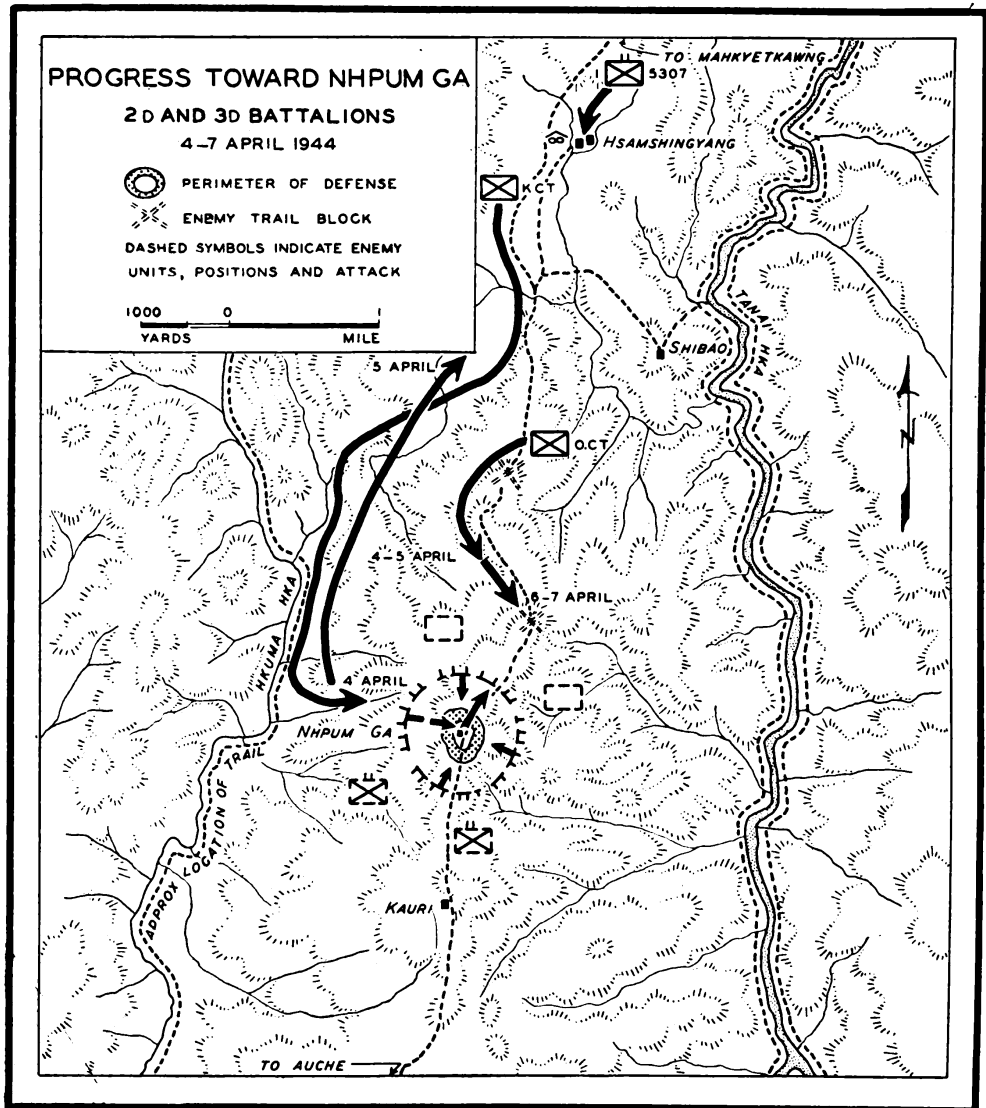 PROGRESS TOWARD NHPUM GA
2D AND 3D BATTALIONS
4-7 APRIL 1944
PERIMETER OF DEFENSE
ENEMY TRAIL BLOCK
DASHED SYMBOLS INDICATE ENEMY
UNITS, POSITIONS AND ATTACK
1000 0 1
YARDS MILE
TO MAHKYETKAWNG
1 5307
HSAMSHINGYANG
K.C.T
TANAI HKA
SHIBAO
5 APRIL
O.C.T
4-5 APRIL
6-7 APRIL
HKUMA HKA
4 APRIL
NHPUM GA
APPROX LOCATION OF TRAIL
KAURI
TO AUCHE